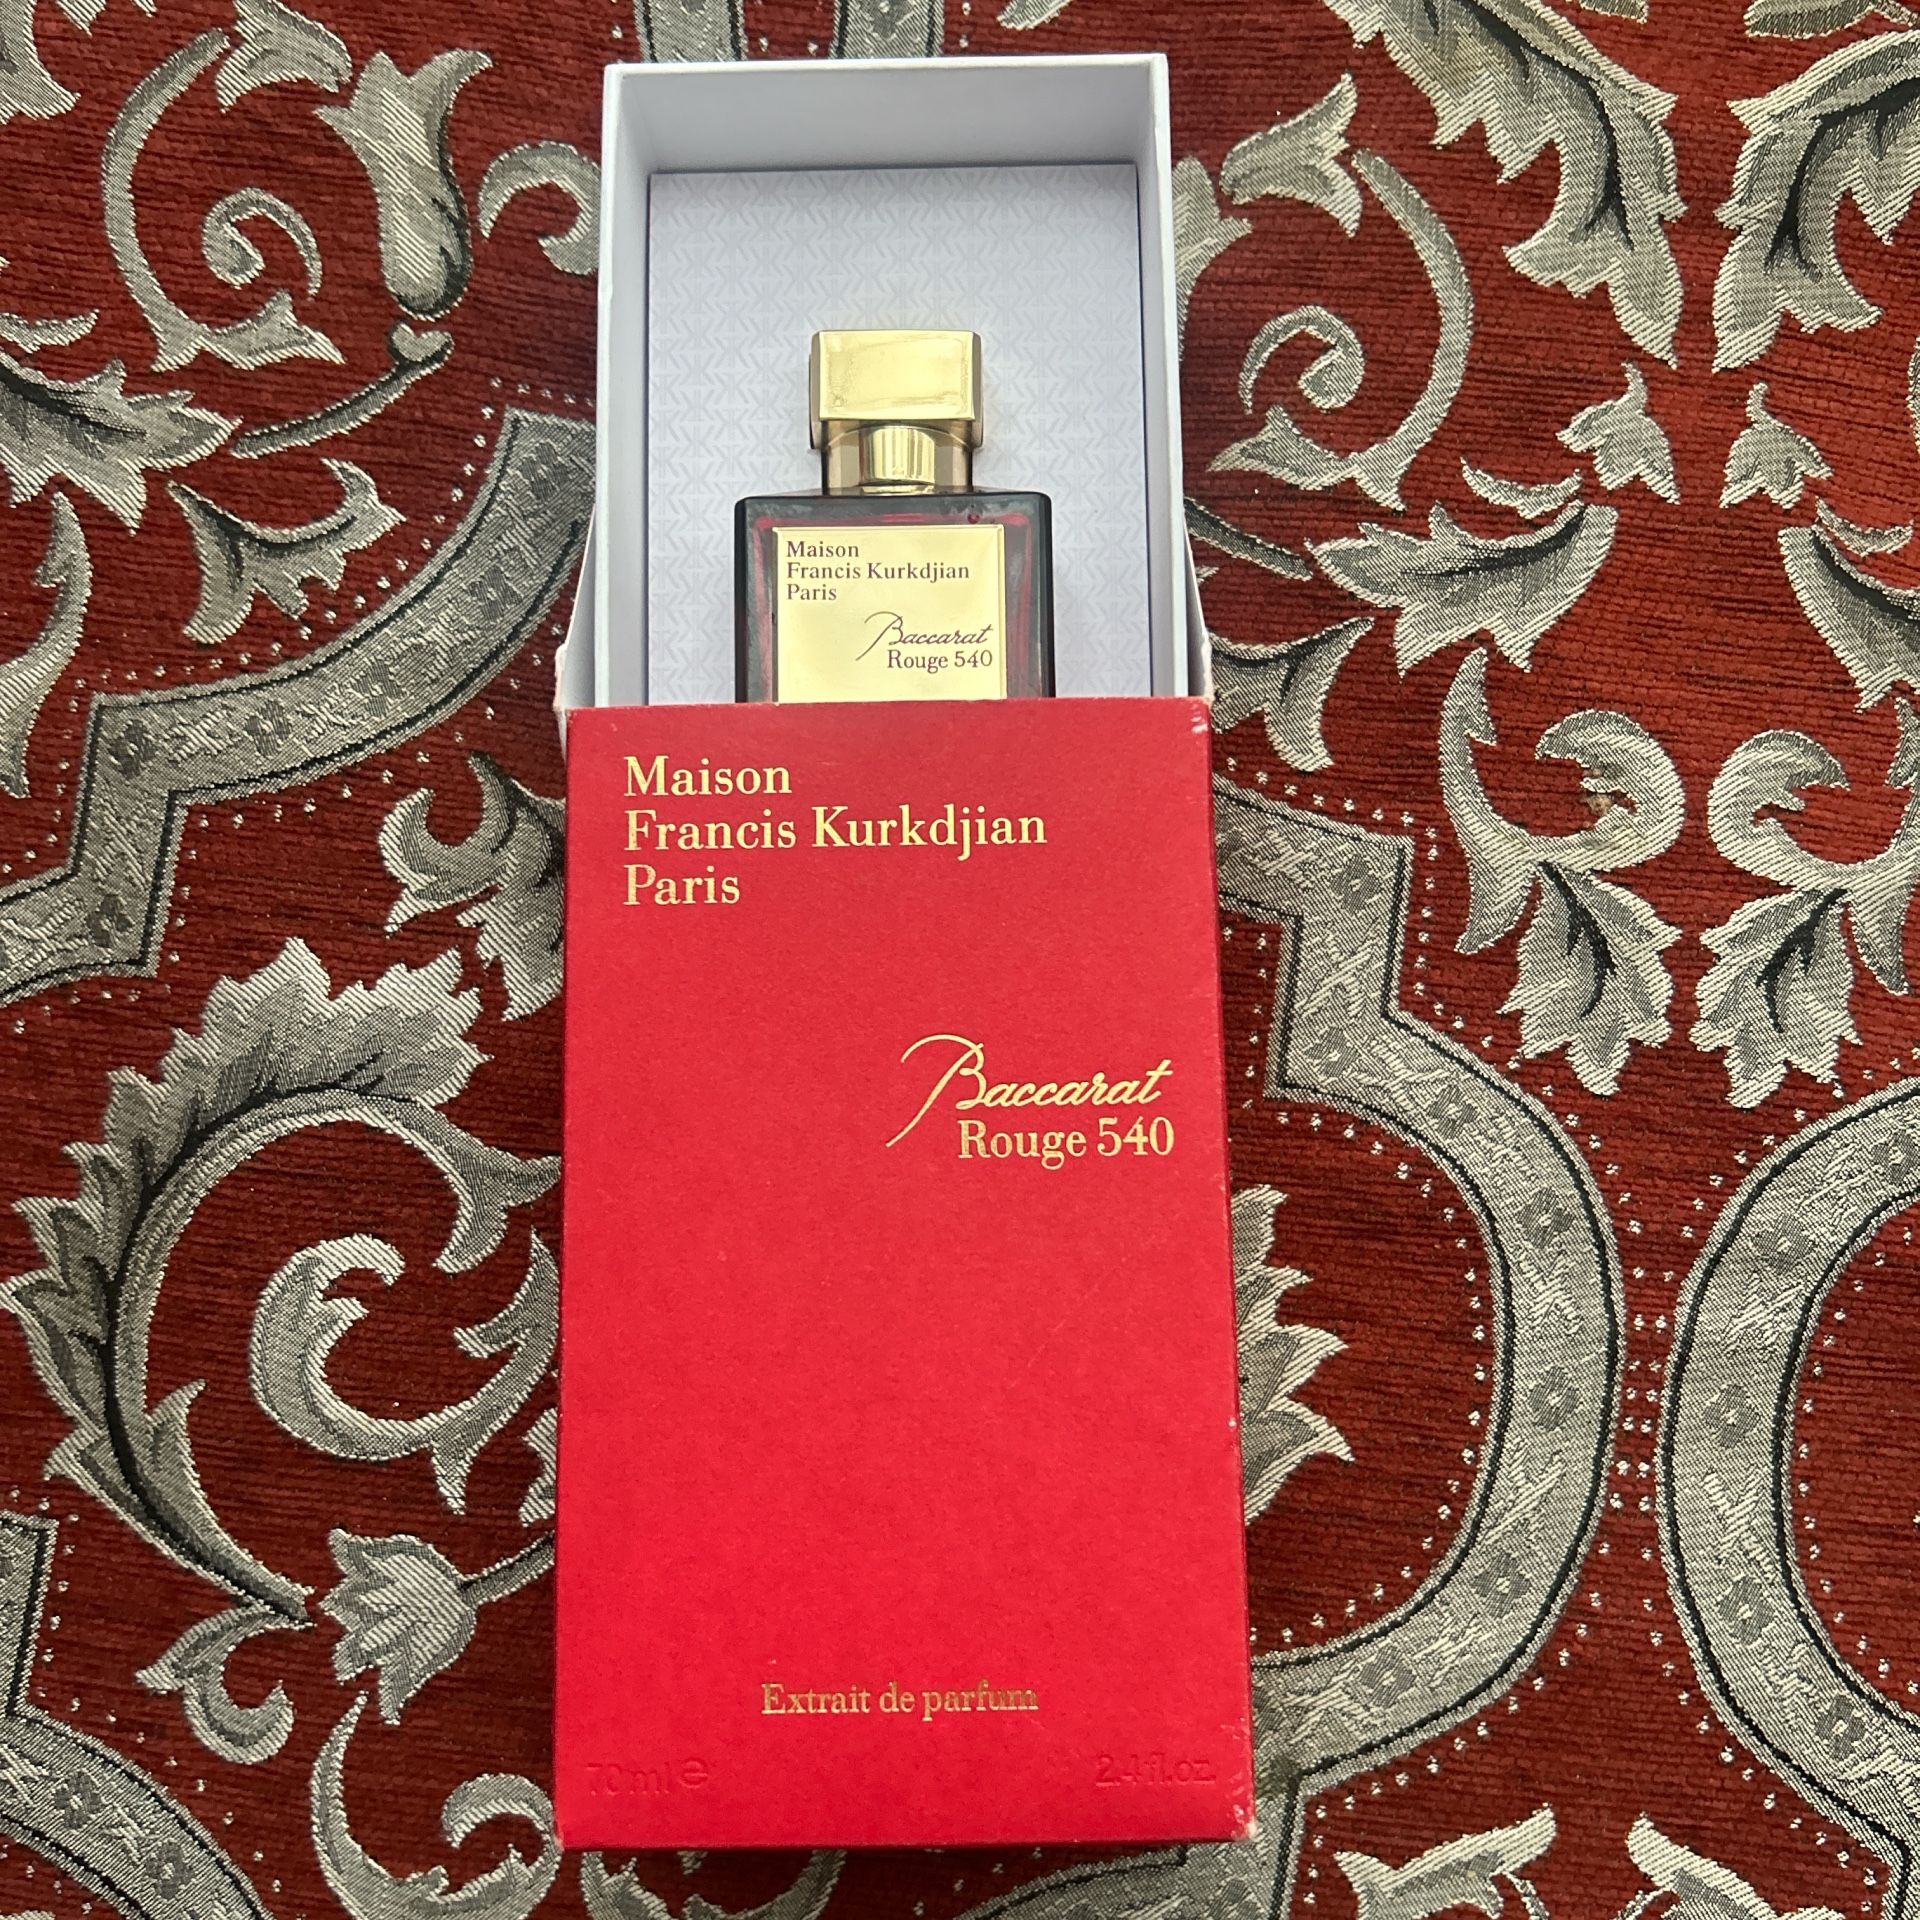 Maison
Francis Kurkdjian
Paris
Baccarat
Rouge 540
Maison
Francis Kurkdjian
Paris
Baccarat
Rouge 540
Extrait de parfum
70 ml ℮
2.4 fl.oz.